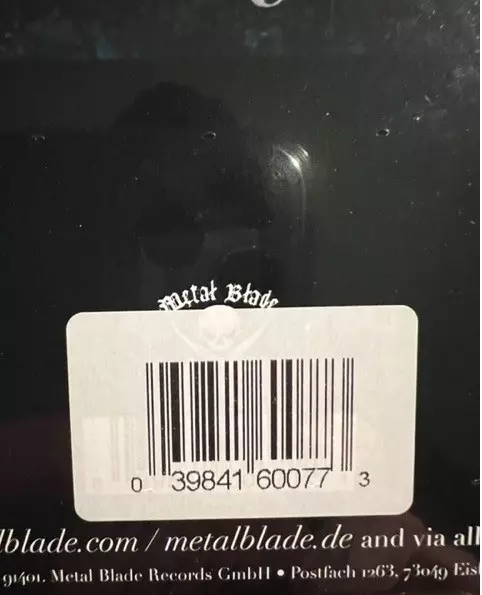 Metal Blade
0 39841 60077 3
lblade.com / metalblade.de and via all
91401. Metal Blade Records GmbH • Postfach 1263, 73049 Eis